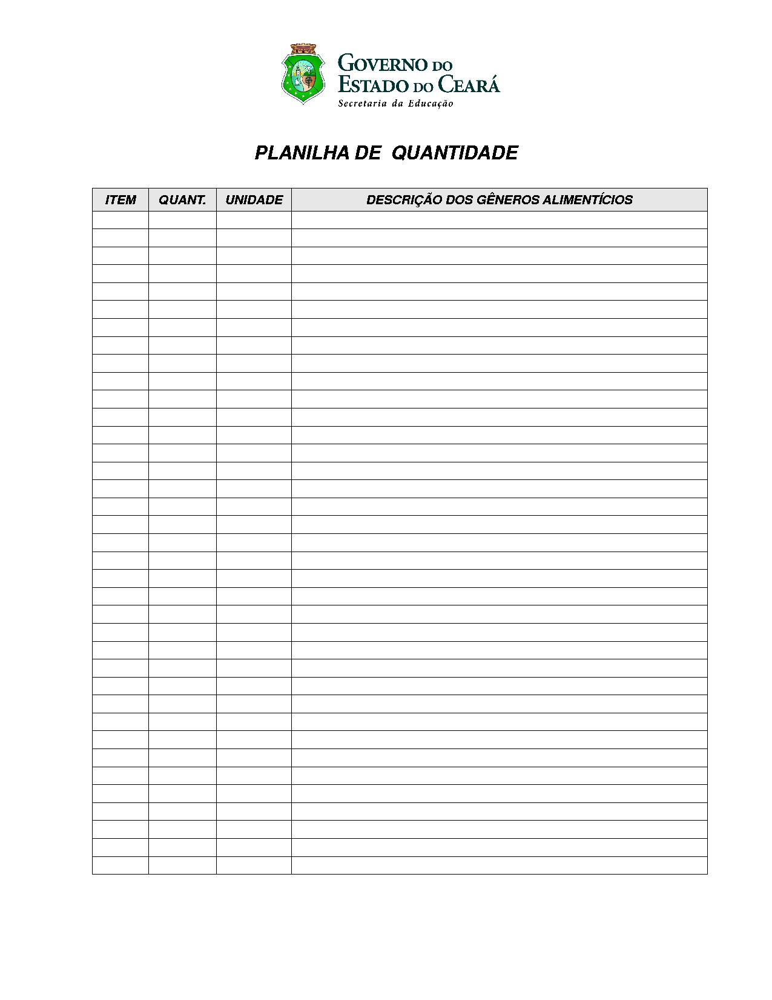 GOVERNO DO
ESTADO DO CEARÁ
Secretaria da Educação
PLANILHA DE QUANTIDADE
ITEM QUANT. UNIDADE DESCRIÇÃO DOS GÊNEROS ALIMENTÍCIOS